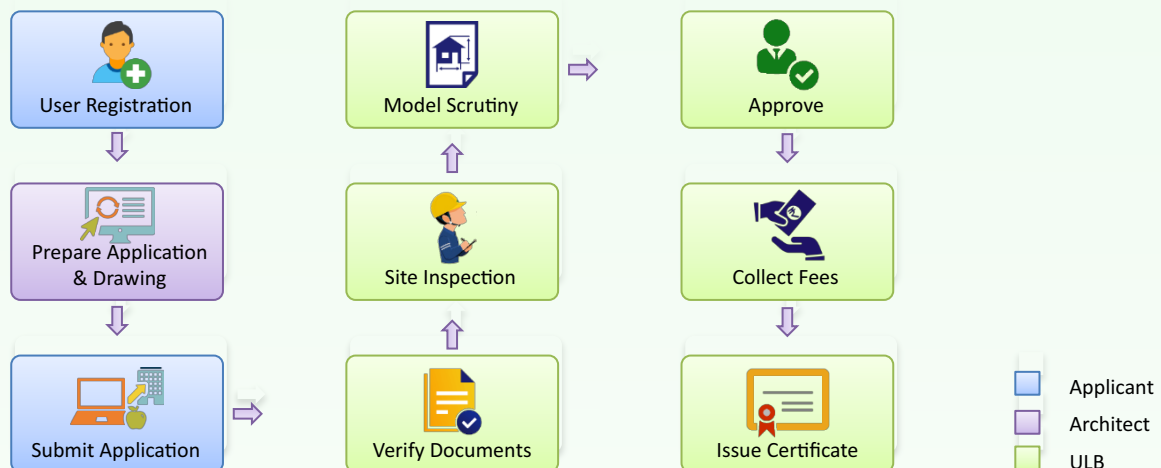 User Registration
Prepare Application
& Drawing
Submit Application
Verify Documents
Site Inspection
Model Scrutiny
Approve
Collect Fees
Issue Certificate
Applicant
Architect
ULB